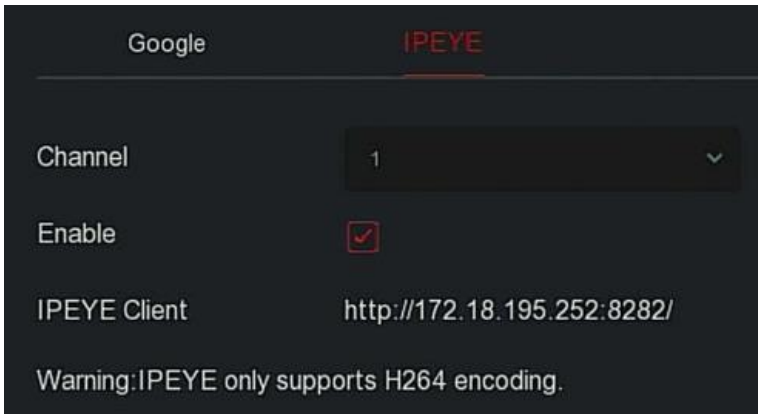 Google IPEYE
Channel 1
Enable
IPEYE Client http://172.18.195.252:8282/
Warning:IPEYE only supports H264 encoding.